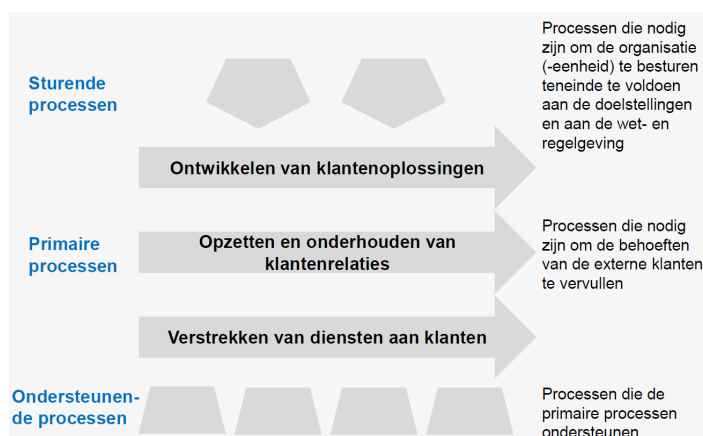 Sturende
processen
Processen die nodig
zijn om de organisatie
(-eenheid) te besturen
teneinde te voldoen
aan de doelstellingen
en aan de wet- en
regelgeving
Ontwikkelen van klantenoplossingen
Primaire
processen
Opzetten en onderhouden van
klantenrelaties
Processen die nodig
zijn om de behoeften
van de externe klanten
te vervullen
Verstrekken van diensten aan klanten
Ondersteunen-
de processen
Processen die de
primaire processen
ondersteunen